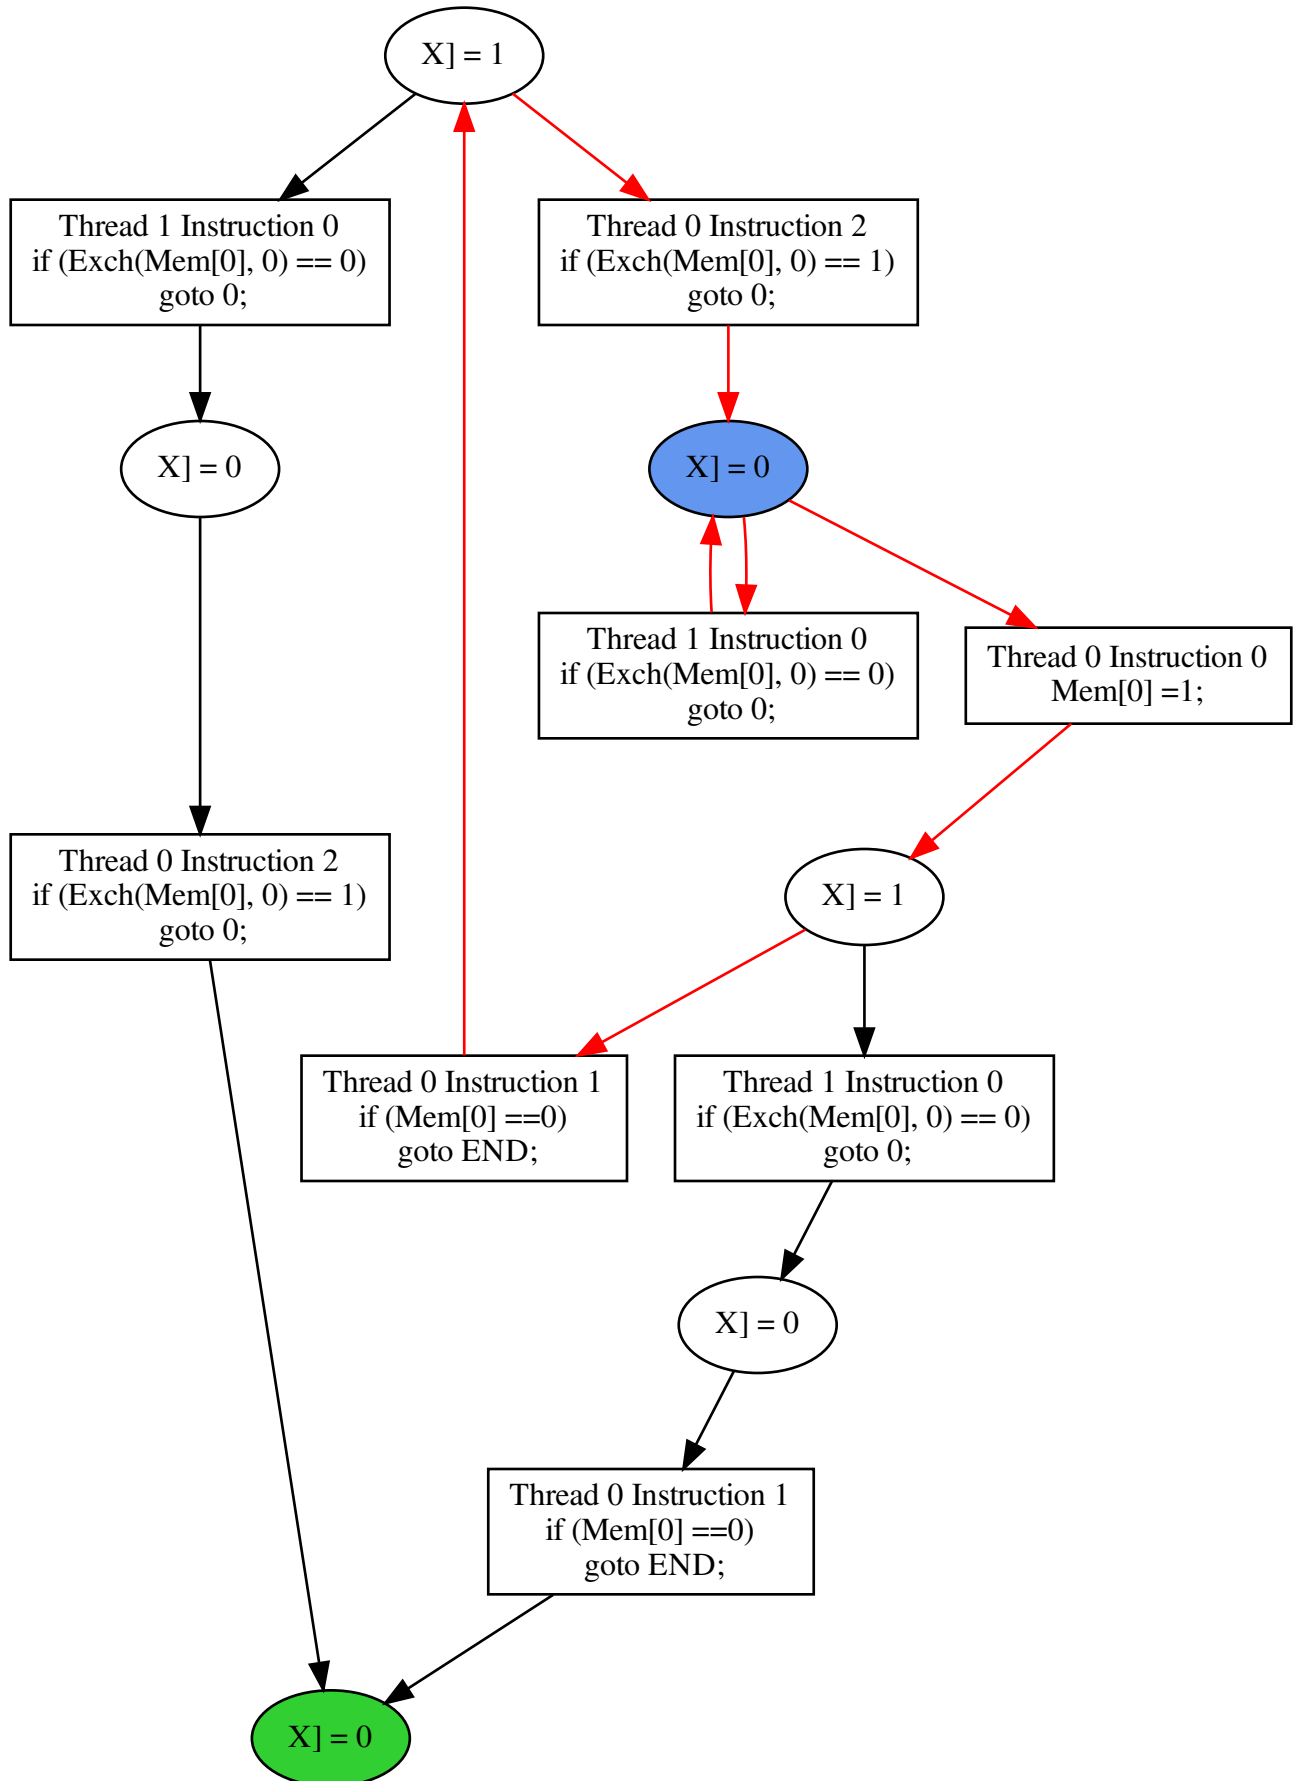 X] = 1
Thread 1 Instruction 0
if (Exch(Mem[0], 0) == 0)
goto 0;
Thread 0 Instruction 2
if (Exch(Mem[0], 0) == 1)
goto 0;
X] = 0
X] = 0
Thread 1 Instruction 0
if (Exch(Mem[0], 0) == 0)
goto 0;
Thread 0 Instruction 0
Mem[0] =1;
Thread 0 Instruction 2
if (Exch(Mem[0], 0) == 1)
goto 0;
X] = 1
Thread 0 Instruction 1
if (Mem[0] ==0)
goto END;
Thread 1 Instruction 0
if (Exch(Mem[0], 0) == 0)
goto 0;
X] = 0
Thread 0 Instruction 1
if (Mem[0] ==0)
goto END;
X] = 0